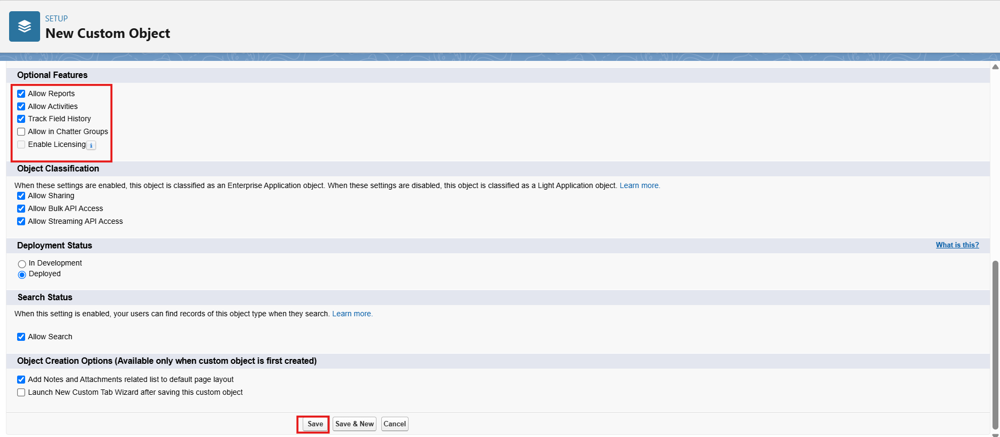 SETUP
New Custom Object
Optional Features
Allow Reports
Allow Activities
Track Field History
Allow in Chatter Groups
Enable Licensing i
Object Classification
When these settings are enabled, this object is classified as an Enterprise Application object. When these settings are disabled, this object is classified as a Light Application object. Learn more.
Allow Sharing
Allow Bulk API Access
Allow Streaming API Access
Deployment Status What is this?
In Development
Deployed
Search Status
When this setting is enabled, your users can find records of this object type when they search. Learn more.
Allow Search
Object Creation Options (Available only when custom object is first created)
Add Notes and Attachments related list to default page layout
Launch New Custom Tab Wizard after saving this custom object
Save Save & New Cancel